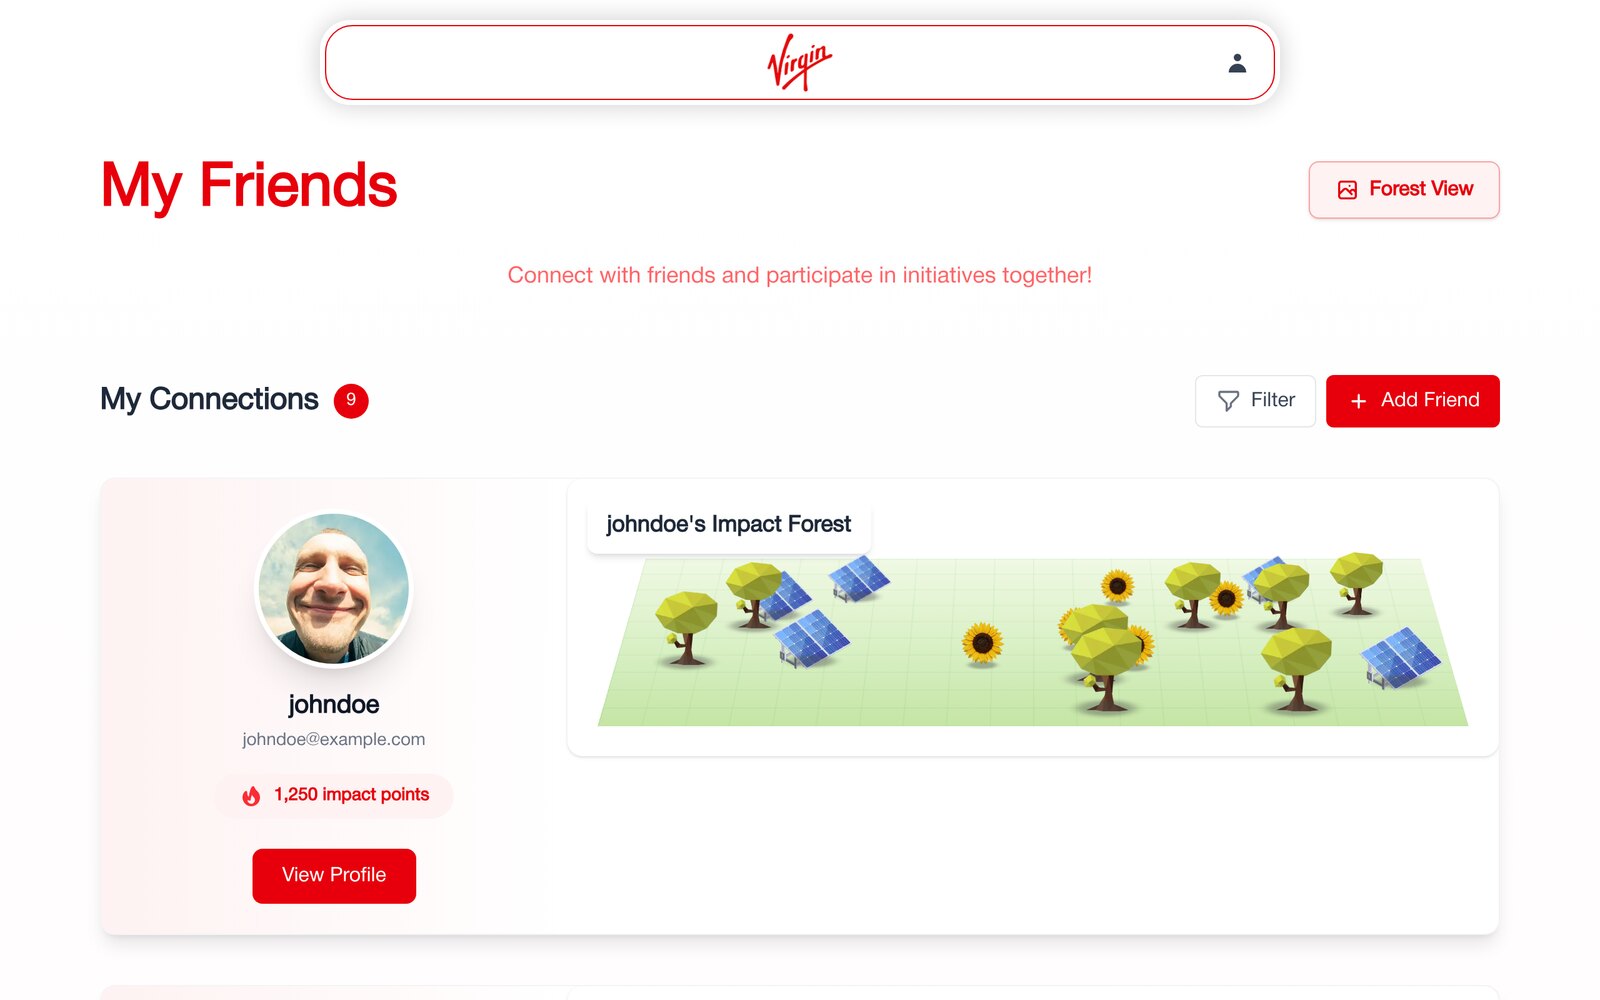 Virgin
My Friends
Forest View
Connect with friends and participate in initiatives together!
My Connections 9
Filter
+ Add Friend
johndoe's Impact Forest
johndoe
johndoe@example.com
1,250 impact points
View Profile